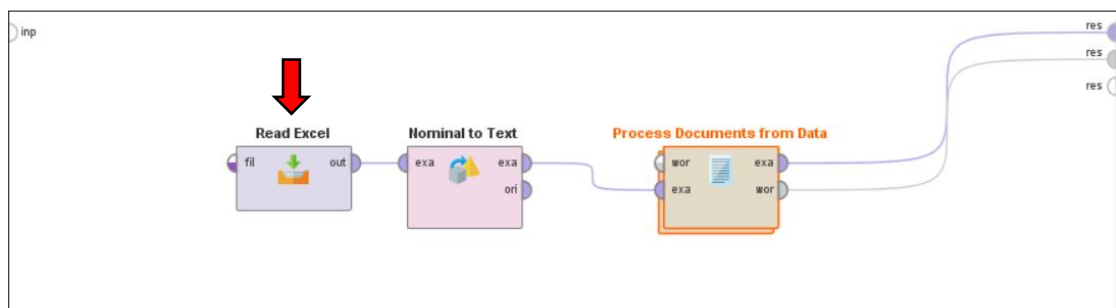 inp
res
res
res
Read Excel
Nominal to Text
Process Documents from Data
fil out
exa exa
ori
wor exa
exa wor